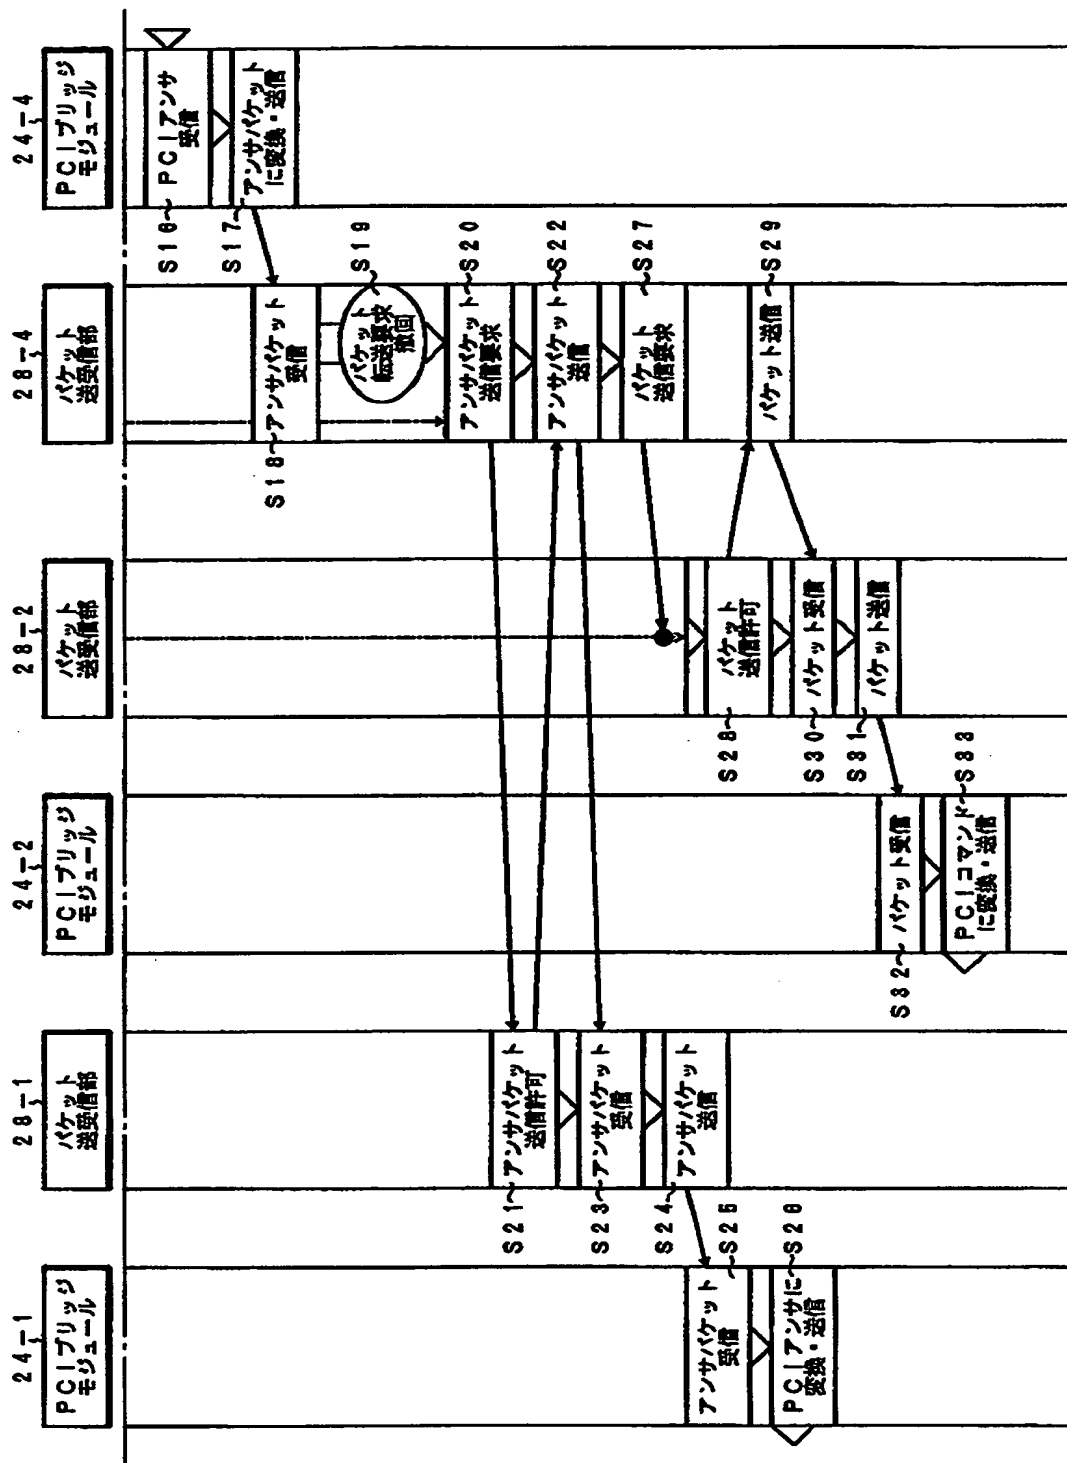 24-1
PCIブリッジ
モジュール
28-1
パケット
送受信部
24-2
PCIブリッジ
モジュール
28-2
パケット
送受信部
28-4
パケット
送受信部
24-4
PCIブリッジ
モジュール
S16
PCIアンサ
受信
S17
アンサパケット
に変換・送信
S18
アンサパケット
受信
S19
パケット
転送要求
撤回
S20
アンサパケット
送信要求
S21
アンサパケット
送信許可
S22
アンサパケット
送信
S23
アンサパケット
受信
S24
アンサパケット
送信
S25
アンサパケット
受信
S26
PCIアンサに
変換・送信
S27
パケット
送信要求
S28
パケット
送信許可
S29
パケット送信
S30
パケット受信
S31
パケット送信
S32
パケット受信
S33
PCIコマンド
に変換・送信